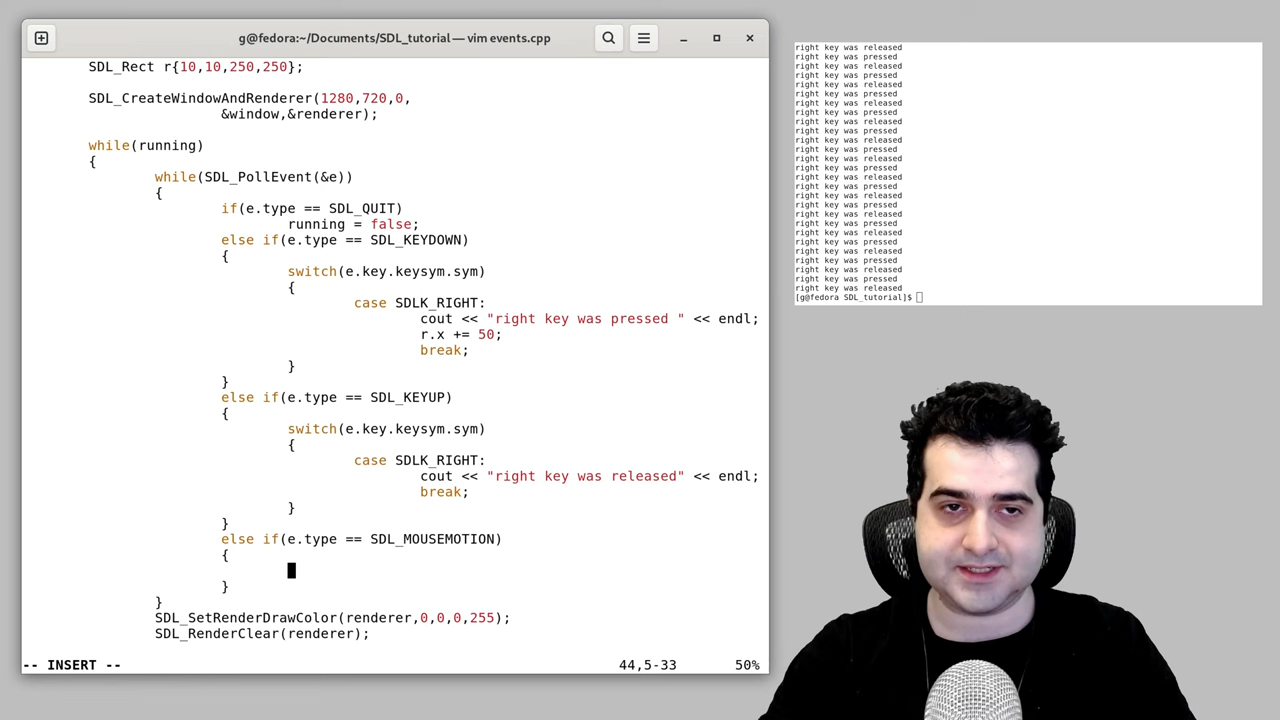 g@fedora:~/Documents/SDL_tutorial — vim events.cpp
SDL_Rect r{10,10,250,250};
SDL_CreateWindowAndRenderer(1280,720,0,
&window,&renderer);
while(running)
{
while(SDL_PollEvent(&e))
{
if(e.type == SDL_QUIT)
running = false;
else if(e.type == SDL_KEYDOWN)
{
switch(e.key.keysym.sym)
{
case SDLK_RIGHT:
cout << "right key was pressed " << endl;
r.x += 50;
break;
}
}
else if(e.type == SDL_KEYUP)
{
switch(e.key.keysym.sym)
{
case SDLK_RIGHT:
cout << "right key was released" << endl;
break;
}
}
else if(e.type == SDL_MOUSEMOTION)
{
}
}
SDL_SetRenderDrawColor(renderer,0,0,0,255);
SDL_RenderClear(renderer);
-- INSERT -- 44,5-33 50%
right key was released
right key was pressed
right key was released
right key was pressed
right key was released
right key was pressed
right key was released
right key was pressed
right key was released
right key was pressed
right key was released
right key was pressed
right key was released
right key was pressed
right key was released
right key was pressed
right key was released
right key was pressed
right key was released
right key was pressed
right key was released
right key was pressed
right key was released
right key was pressed
right key was released
right key was pressed
right key was released
[g@fedora SDL_tutorial]$